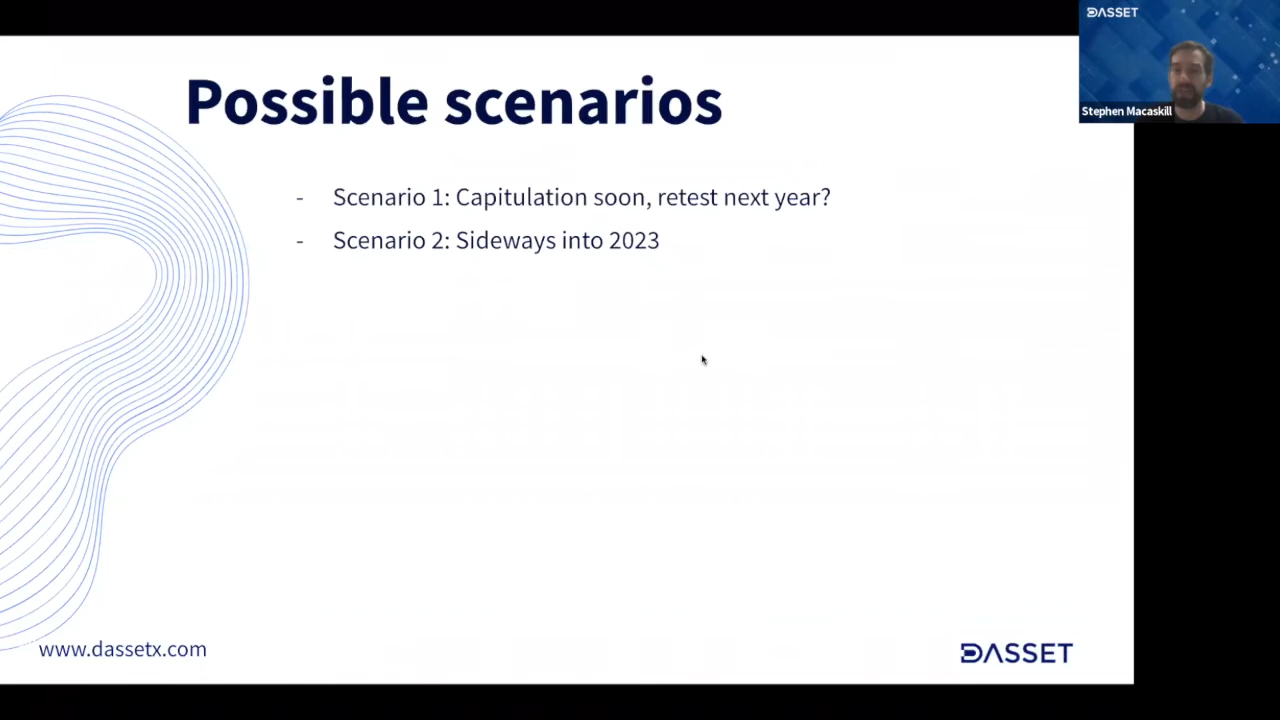 DASSET
Stephen Macaskill
Possible scenarios
- Scenario 1: Capitulation soon, retest next year?
- Scenario 2: Sideways into 2023
www.dassetx.com
DASSET